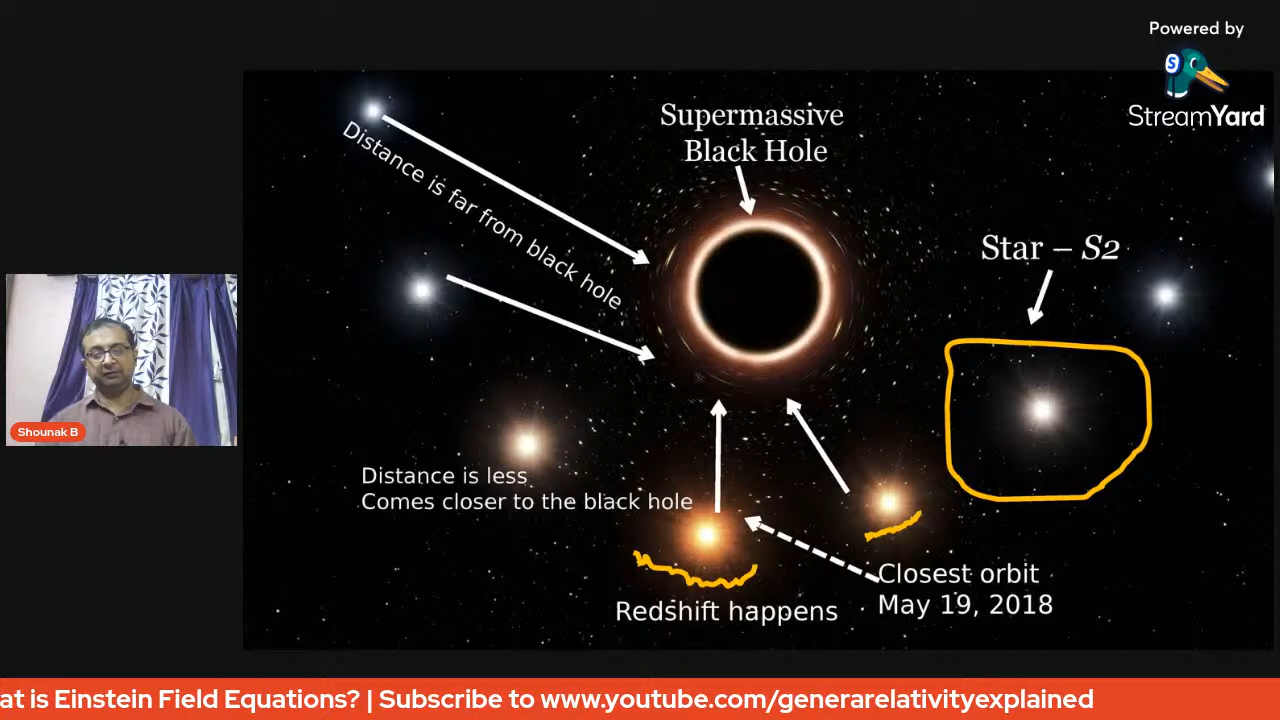 Powered by
StreamYard
Supermassive
Black Hole
Distance is far from black hole
Star – S2
Distance is less
Comes closer to the black hole
Closest orbit
May 19, 2018
Redshift happens
Shounak B
at is Einstein Field Equations? | Subscribe to www.youtube.com/generarelativityexplained